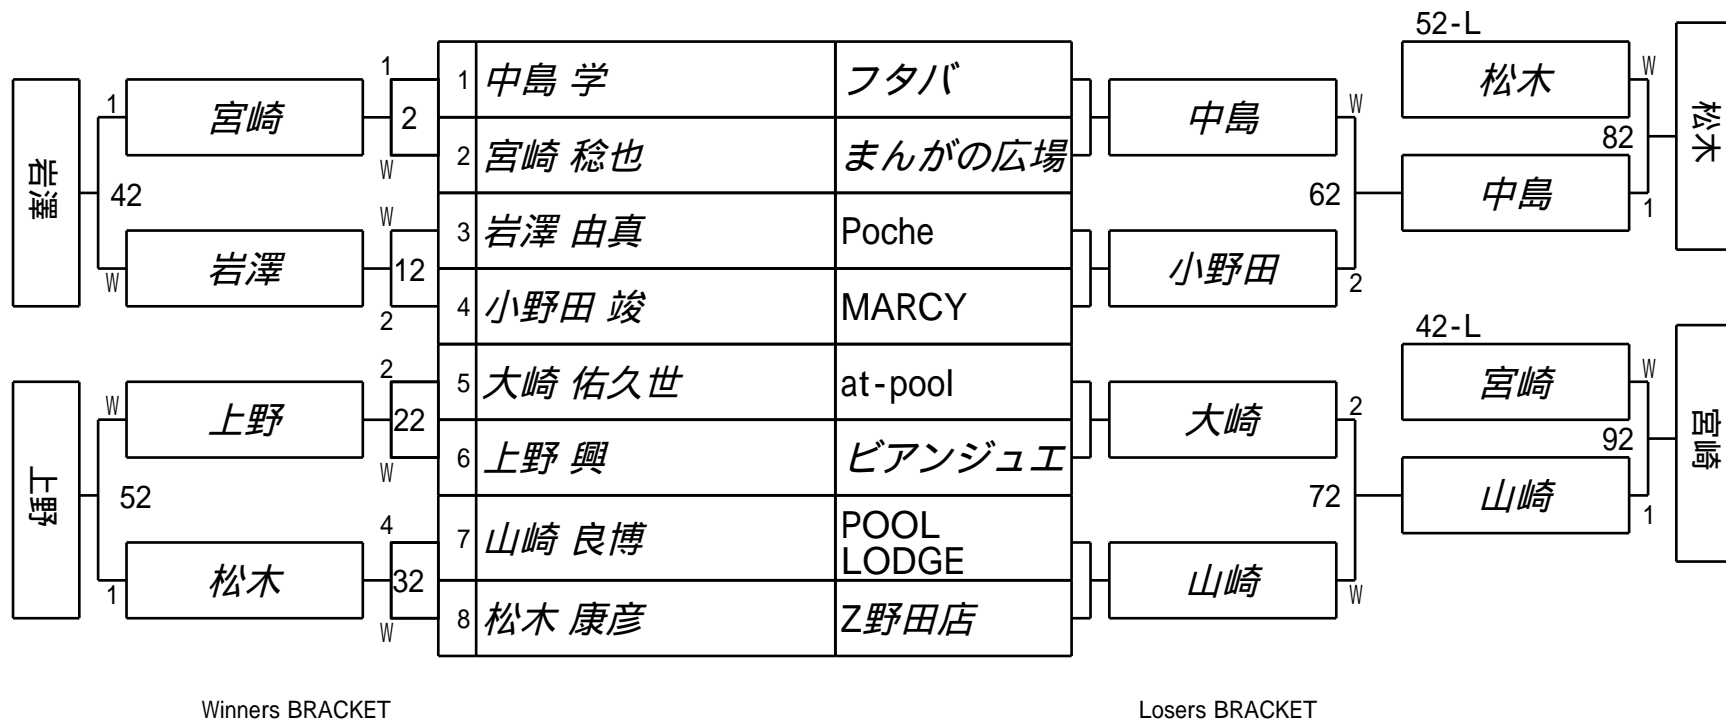 52-L
1 中島 学 フタバ
1
W
松木
1 宮崎 2 中島 W
松木
2 宮崎 稔也 まんがの広場
W
82
岩澤 42 62 中島
W 3 岩澤 由真 Poche 1
W 岩澤 12 小野田 2
2 4 小野田 竣 MARCY
42-L
2 5 大崎 佑久世 at-pool
宮崎 W
W 上野 22 大崎 2
W 6 上野 興 ビアンジュエ
92 宮崎
上野 52 72 山崎 1
4 7 山崎 良博 POOL
LODGE
1 松木 32 山崎 W
W 8 松木 康彦 Z野田店
Winners BRACKET Losers BRACKET